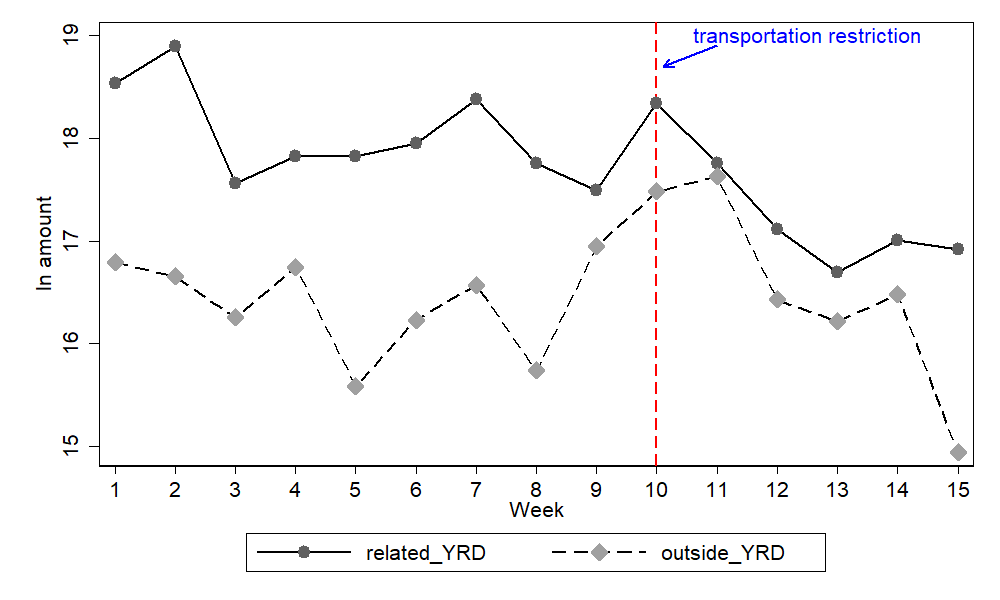 transportation restriction
19
18
17
16
15
ln amount
1 2 3 4 5 6 7 8 9 10 11 12 13 14 15
Week
related_YRD outside_YRD